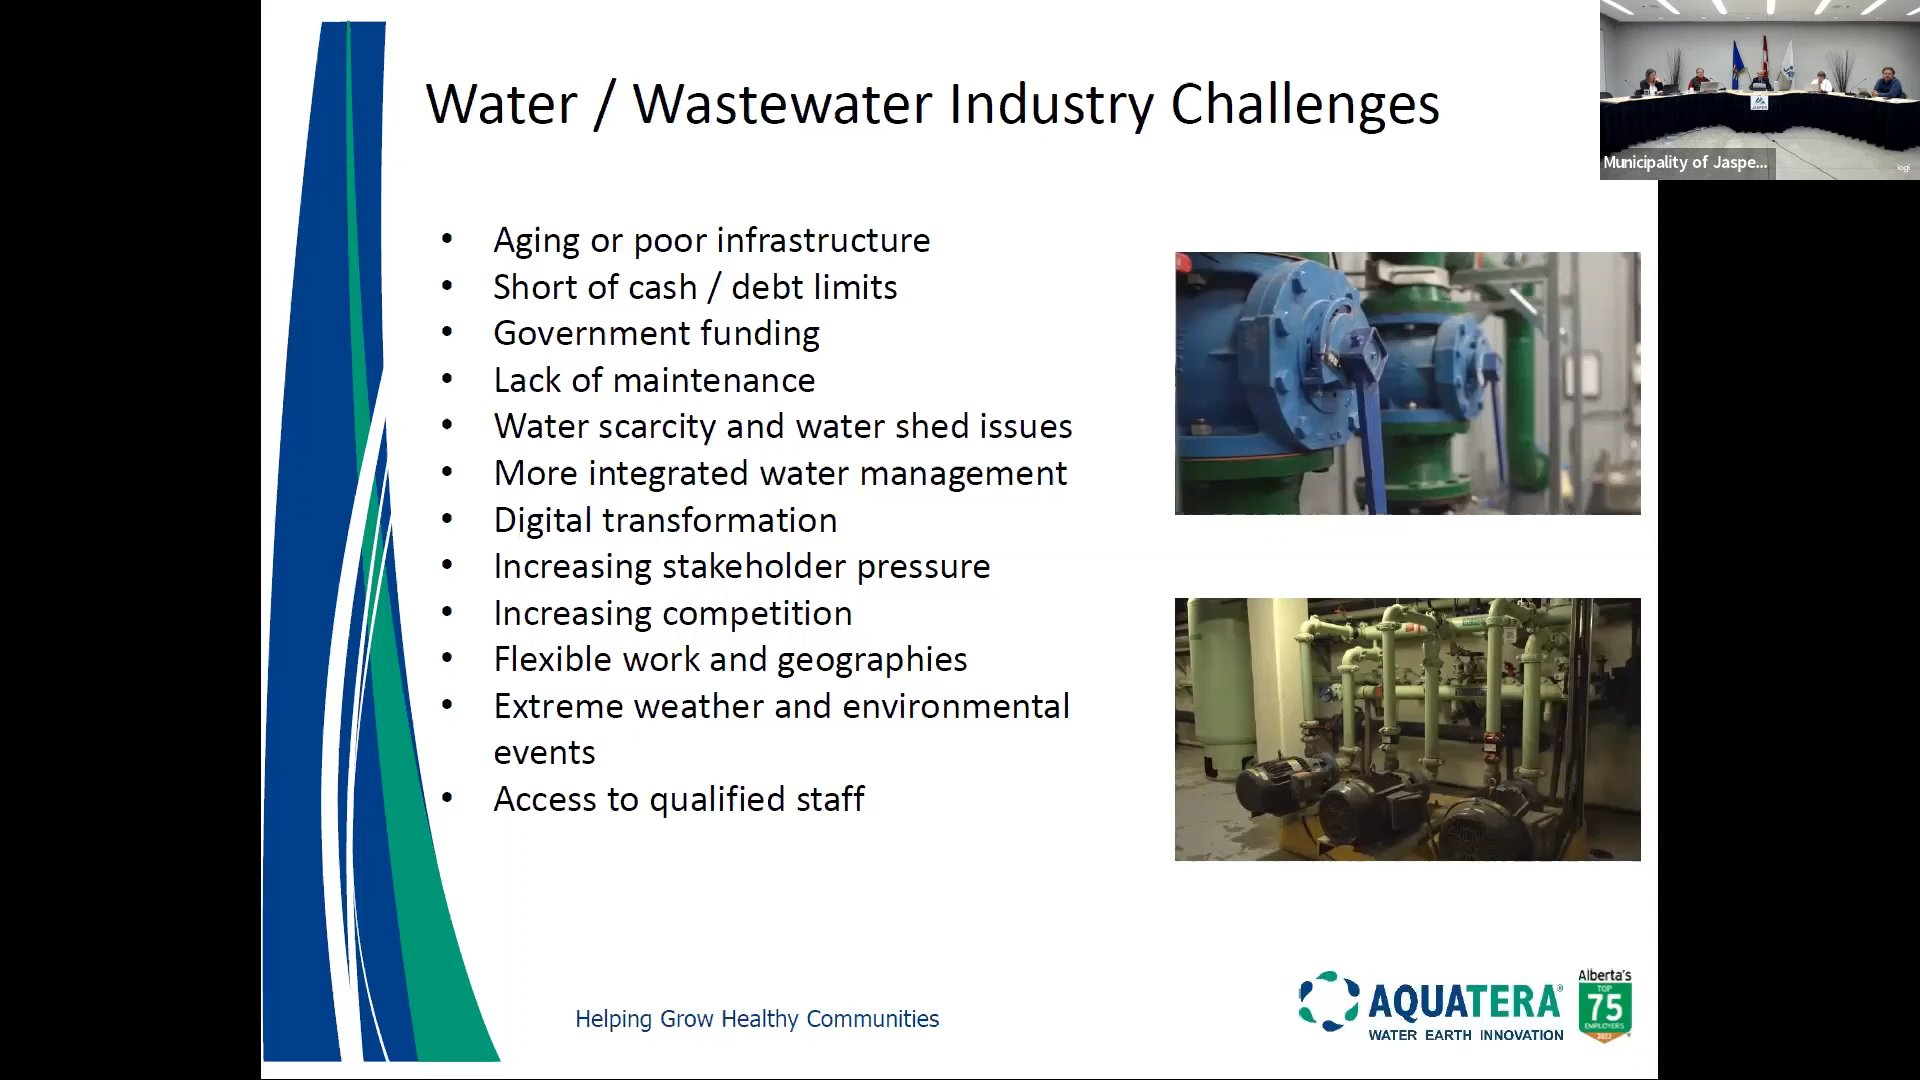 Water / Wastewater Industry Challenges
Municipality of Jaspe...
logi
• Aging or poor infrastructure
• Short of cash / debt limits
• Government funding
• Lack of maintenance
• Water scarcity and water shed issues
• More integrated water management
• Digital transformation
• Increasing stakeholder pressure
• Increasing competition
• Flexible work and geographies
• Extreme weather and environmental
events
• Access to qualified staff
Helping Grow Healthy Communities
AQUATERA®
WATER EARTH INNOVATION
Alberta's
TOP
75
EMPLOYERS